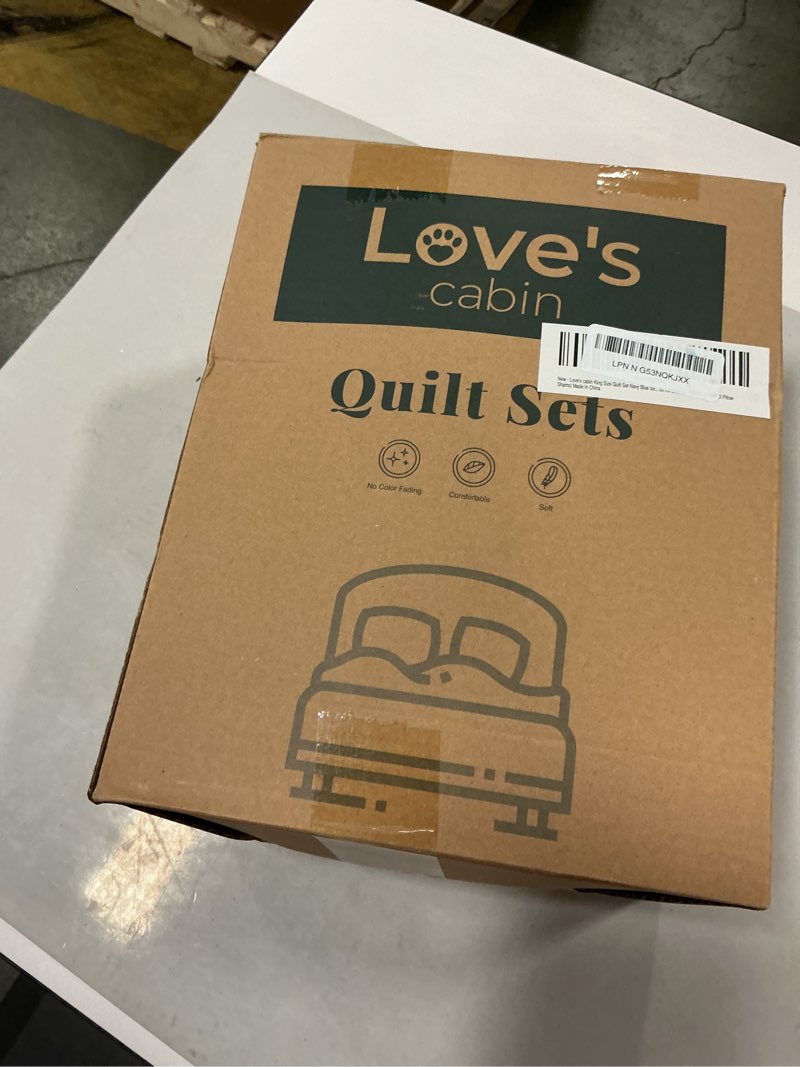 Love's
cabin
LPN N G53NQKJXX
New - Love's cabin King Size Quilt Set Navy Blue
2 Pillow
Shams) Made in China
Quilt Sets
No Color Fading
Comfortable
Soft